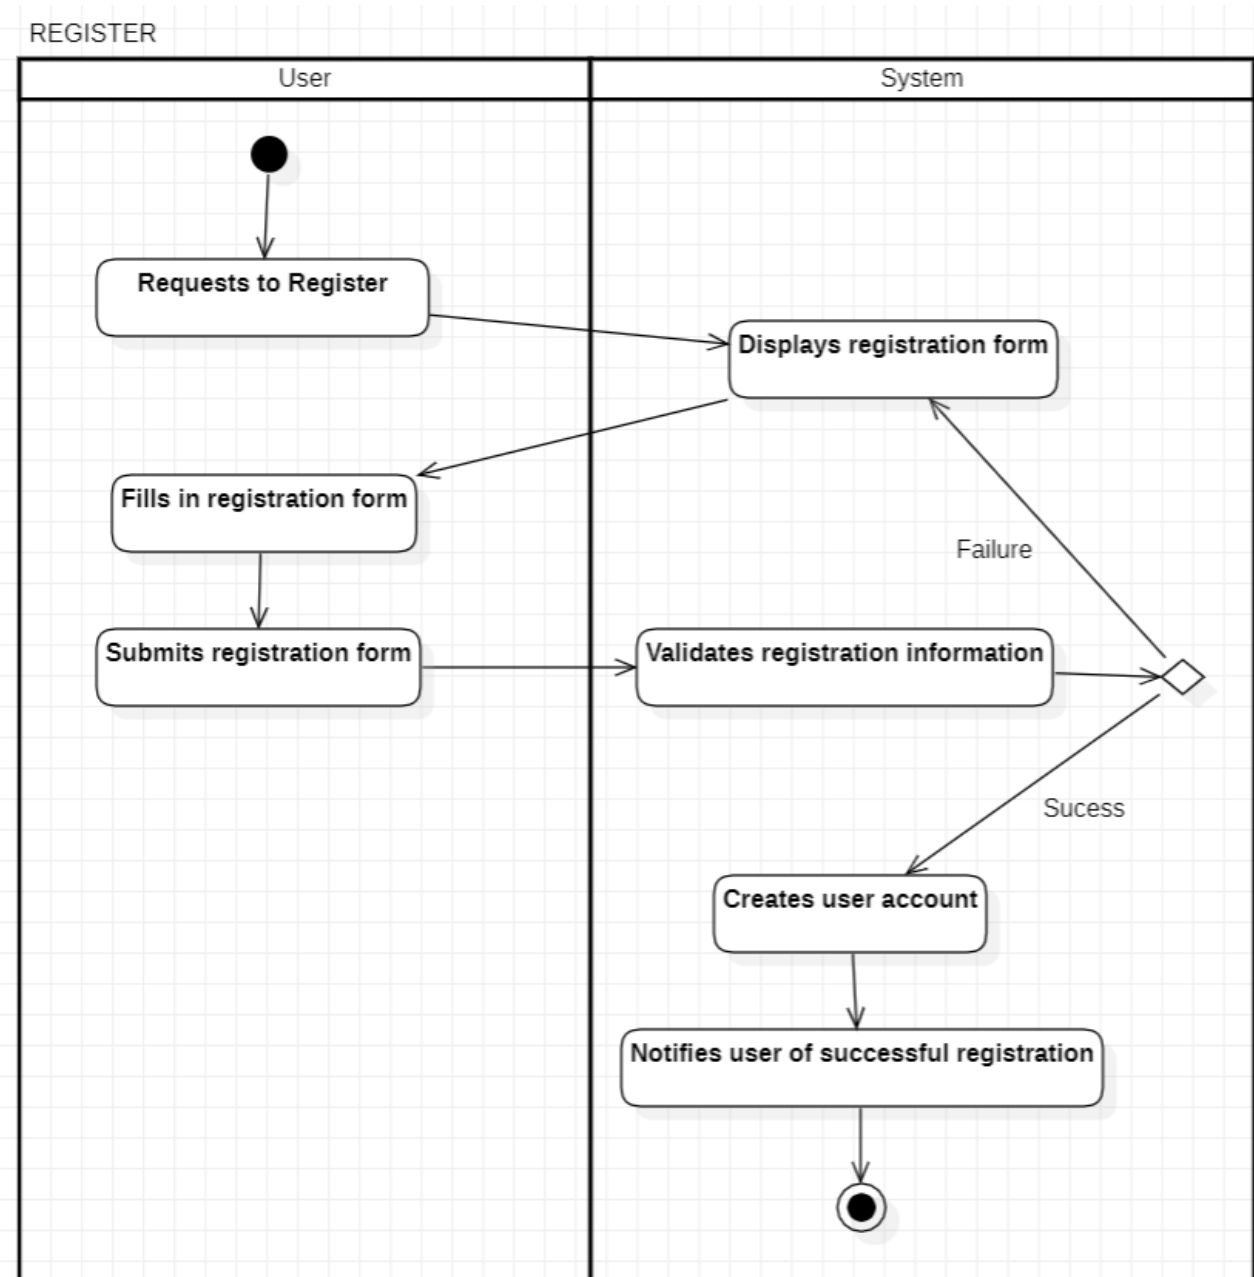 REGISTER
User
System
Requests to Register
Displays registration form
Fills in registration form
Failure
Submits registration form
Validates registration information
Sucess
Creates user account
Notifies user of successful registration